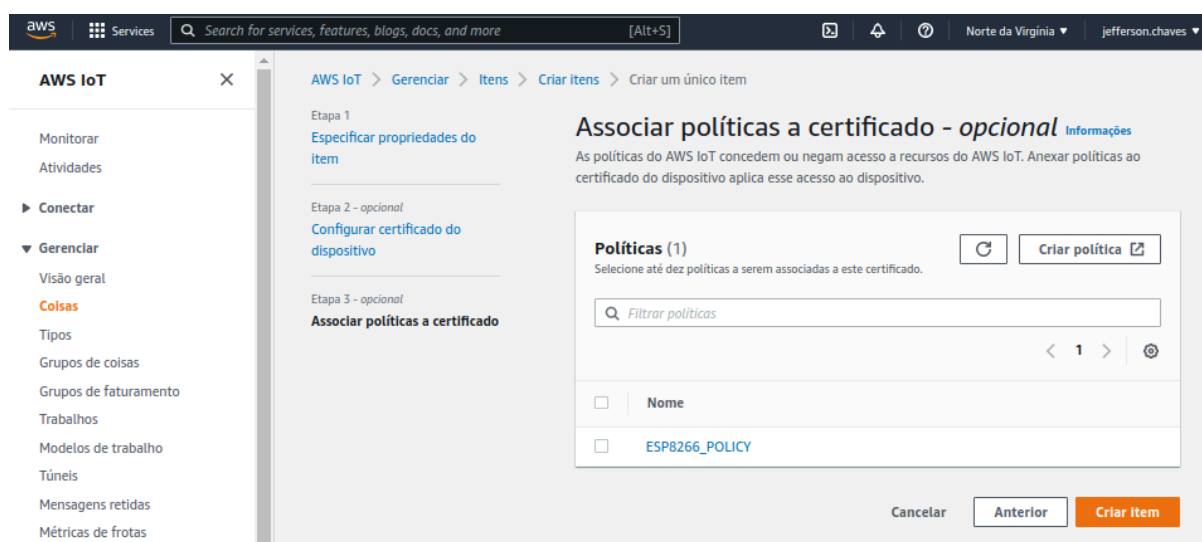 aws
Services
Search for services, features, blogs, docs, and more
[Alt+S]
Norte da Virgínia ▼
jefferson.chaves ▼
AWS IoT
Monitorar
Atividades
Conectar
Gerenciar
Visão geral
Coisas
Tipos
Grupos de coisas
Grupos de faturamento
Trabalhos
Modelos de trabalho
Túneis
Mensagens retidas
Métricas de frotas
AWS IoT > Gerenciar > Itens > Criar itens > Criar um único item
Etapa 1
Especificar propriedades do
item
Etapa 2 - opcional
Configurar certificado do
dispositivo
Etapa 3 - opcional
Associar políticas a certificado
Associar políticas a certificado - opcional Informações
As políticas do AWS IoT concedem ou negam acesso a recursos do AWS IoT. Anexar políticas ao
certificado do dispositivo aplica esse acesso ao dispositivo.
Políticas (1)
Selecione até dez políticas a serem associadas a este certificado.
Criar política
Filtrar políticas
< 1 >
Nome
ESP8266_POLICY
Cancelar
Anterior
Criar item